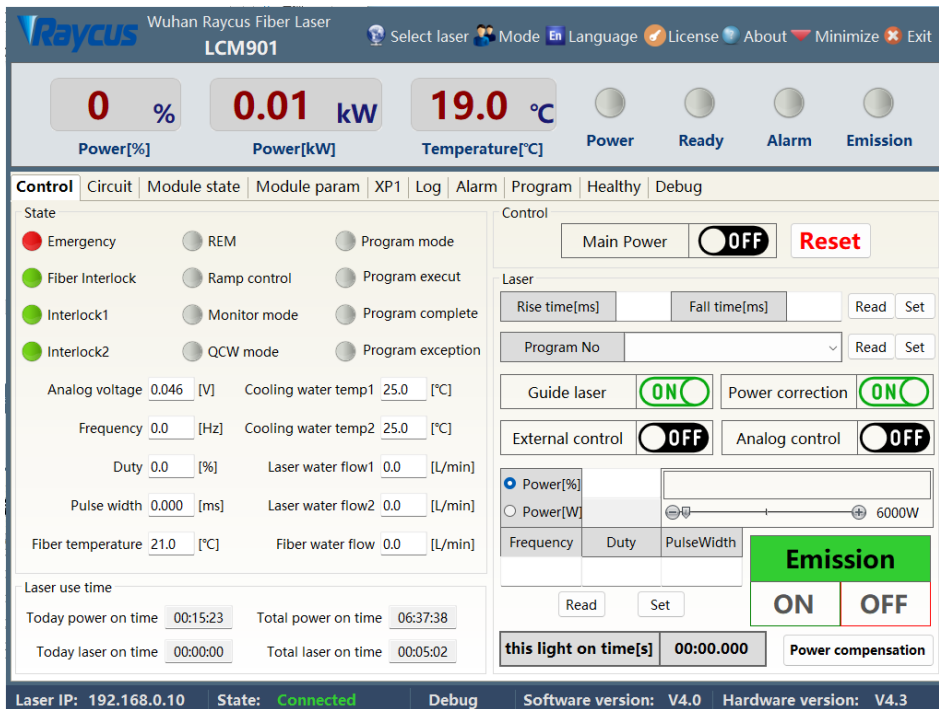 Raycus
Wuhan Raycus Fiber Laser
LCM901
Select laser Mode En Language License About Minimize Exit
0 % 0.01 kW 19.0 ℃
Power[%] Power[kW] Temperature[℃] Power Ready Alarm Emission
Control Circuit Module state Module param XP1 Log Alarm Program Healthy Debug
State
Emergency REM Program mode
Fiber Interlock Ramp control Program execut
Interlock1 Monitor mode Program complete
Interlock2 QCW mode Program exception
Analog voltage 0.046 [V] Cooling water temp1 25.0 [℃]
Frequency 0.0 [Hz] Cooling water temp2 25.0 [℃]
Duty 0.0 [%] Laser water flow1 0.0 [L/min]
Pulse width 0.000 [ms] Laser water flow2 0.0 [L/min]
Fiber temperature 21.0 [℃] Fiber water flow 0.0 [L/min]
Laser use time
Today power on time 00:15:23 Total power on time 06:37:38
Today laser on time 00:00:00 Total laser on time 00:05:02
Control
Main Power OFF Reset
Laser
Rise time[ms] Fall time[ms] Read Set
Program No Read Set
Guide laser ON Power correction ON
External control OFF Analog control OFF
Power[%]
Power[W] 6000W
Frequency Duty PulseWidth
Read Set
Emission
ON OFF
this light on time[s] 00:00.000 Power compensation
Laser IP: 192.168.0.10 State: Connected Debug Software version: V4.0 Hardware version: V4.3